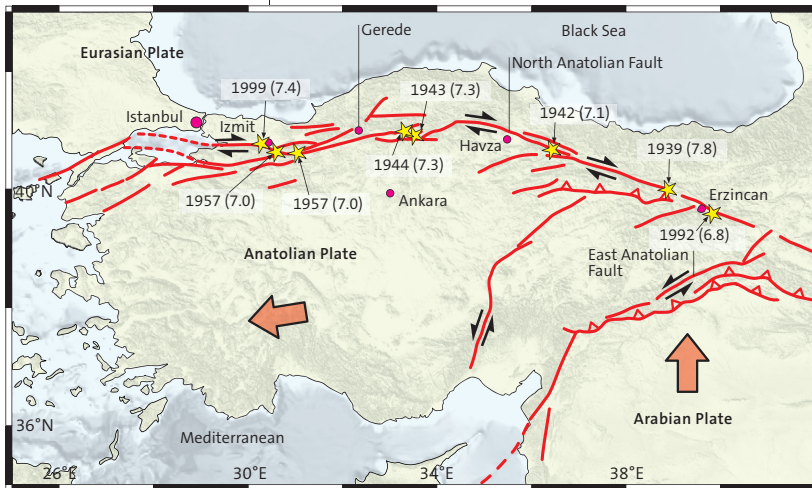 Gerede
Black Sea
Eurasian Plate
North Anatolian Fault
1999 (7.4)
1943 (7.3)
Istanbul
Izmit
1942 (7.1)
Havza
1944 (7.3)
1939 (7.8)
40°N
1957 (7.0)
1957 (7.0)
Ankara
Erzincan
1992 (6.8)
Anatolian Plate
East Anatolian
Fault
Arabian Plate
36°N
Mediterranean
26°E
30°E
34°E
38°E